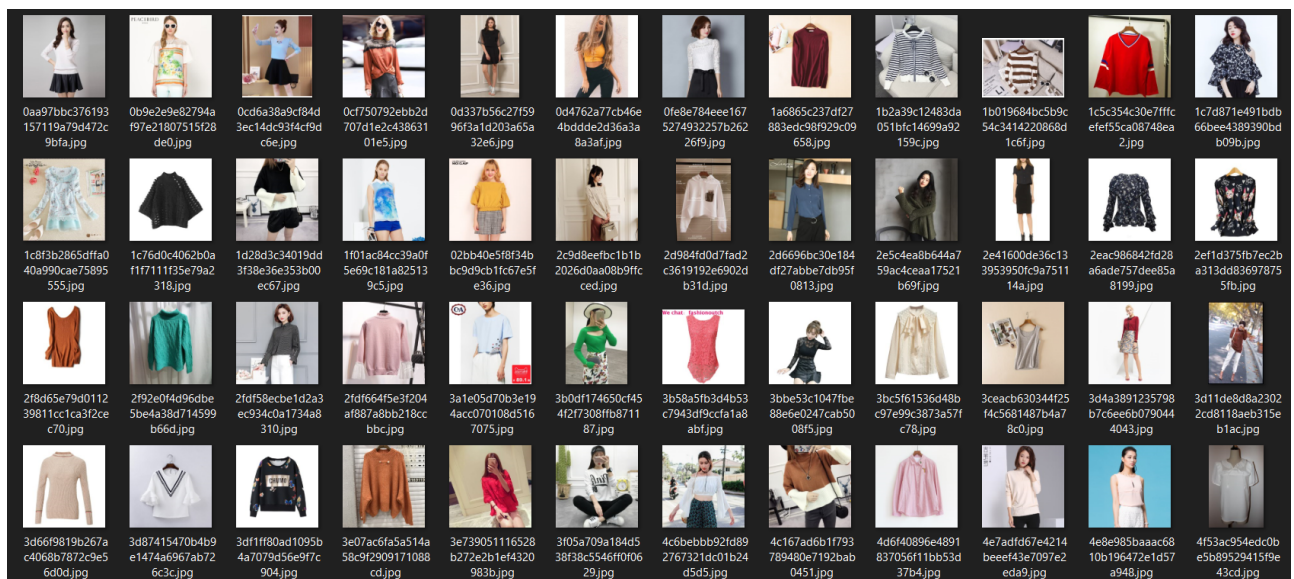 PEACEBIRD
0aa97bbc376193
157119a79d472c
9bfa.jpg
0b9e2e9e82794a
f97e21807515f28
de0.jpg
0cd6a38a9cf84d
3ec14dc93f4cf9d
c6e.jpg
0cf750792ebb2d
707d1e2c438631
01e5.jpg
0d337b56c27f59
96f3a1d203a65a
32e6.jpg
0d4762a77cb46e
4bddde2d36a3a
8a3af.jpg
0fe8e784eee167
5274932257b262
26f9.jpg
1a6865c237df27
883edc98f929c09
658.jpg
1b2a39c12483da
051bfc14699a92
159c.jpg
1b019684bc5b9c
54c3414220868d
1c6f.jpg
1c5c354c30e7fffc
efef55ca08748ea
2.jpg
1c7d871e491bdb
66bee4389390bd
b09b.jpg
1c8f3b2865dffa0
40a990cae75895
555.jpg
1c76d0c4062b0a
f1f7111f35e79a2
318.jpg
1d28d3c34019dd
3f38e36e353b00
ec67.jpg
1f01ac84cc39a0f
5e69c181a82513
9c5.jpg
02bb40e5f8f34b
bc9d9cb1fc67e5f
e36.jpg
2c9d8eefbc1b1b
2026d0aa08b9ffc
ced.jpg
2d984fd0d7fad2
c3619192e6902d
b31d.jpg
2d6696bc30e184
df27abbe7db95f
0813.jpg
2e5c4ea8b644a7
59ac4ceaa17521
b69f.jpg
2e41600de36c13
3953950fc9a7511
14a.jpg
2eac986842fd28
a6ade757dee85a
8199.jpg
2ef1d375fb7ec2b
a313dd83697875
5fb.jpg
We chat: fashionoutch
2f8d65e79d0112
39811cc1ca3f2ce
c70.jpg
2f92e0f4d96dbe
5be4a38d714599
b66d.jpg
2fdf58ecbe1d2a3
ec934c0a1734a8
310.jpg
2fdf664f5e3f204
af887a8bb218cc
bbc.jpg
3a1e05d70b3e19
4acc070108d516
7075.jpg
3b0df174650cf45
4f2f7308ffb8711
87.jpg
3b58a5fb3d4b53
c7943df9ccfa1a8
abf.jpg
3bbe53c1047fbe
88e6e0247cab50
08f5.jpg
3bc5f61536d48b
c97e99c3873a57f
c78.jpg
3ceacb630344f25
f4c5681487b4a7
8c0.jpg
3d4a3891235798
b7c6ee6b079044
4043.jpg
3d11de8d8a2302
2cd8118aeb315e
b1ac.jpg
3d66f9819b267a
c4068b7872c9e5
6d0d.jpg
3d87415470b4b9
e1474a6967ab72
6c3c.jpg
3df1ff80ad1095b
4a7079d56e9f7c
904.jpg
3e07ac6fa5a514a
58c9f2909171088
cd.jpg
3e739051116528
b272e2b1ef4320
983b.jpg
3f05a709a184d5
38f38c5546ff0f06
29.jpg
4c6bebbb92fd89
2767321dc01b24
d5d5.jpg
4c167ad6b1f793
789480e7192bab
0451.jpg
4d6f40896e4891
837056f11bb53d
37b4.jpg
4e7adfd67e4214
beeef43e7097e2
eda9.jpg
4e8e985baaac68
10b196472e1d57
a948.jpg
4f53ac954edc0b
e5b89529415f9e
43cd.jpg